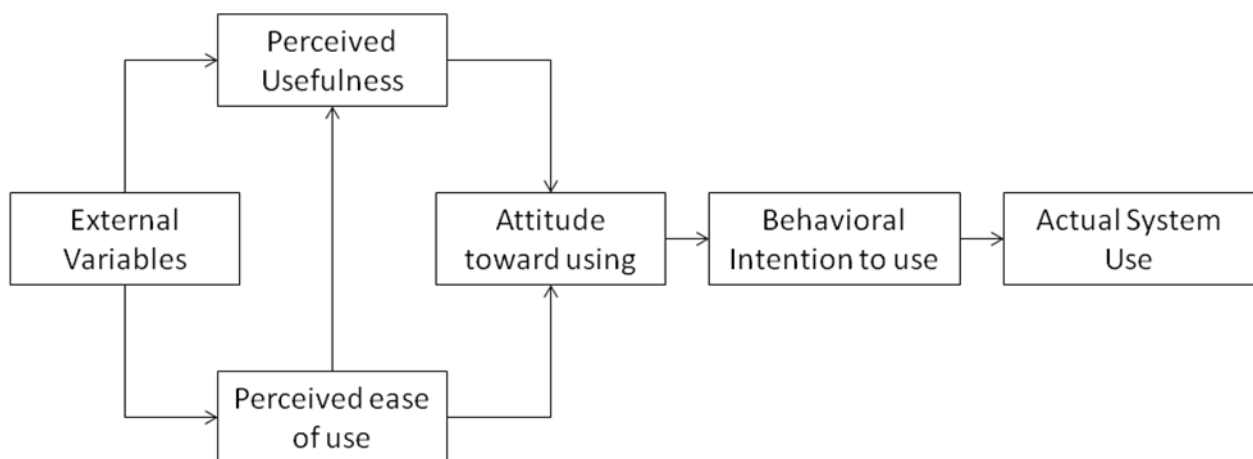 Perceived
Usefulness
External
Variables
Attitude
toward using
Behavioral
Intention to use
Actual System
Use
Perceived ease
of use